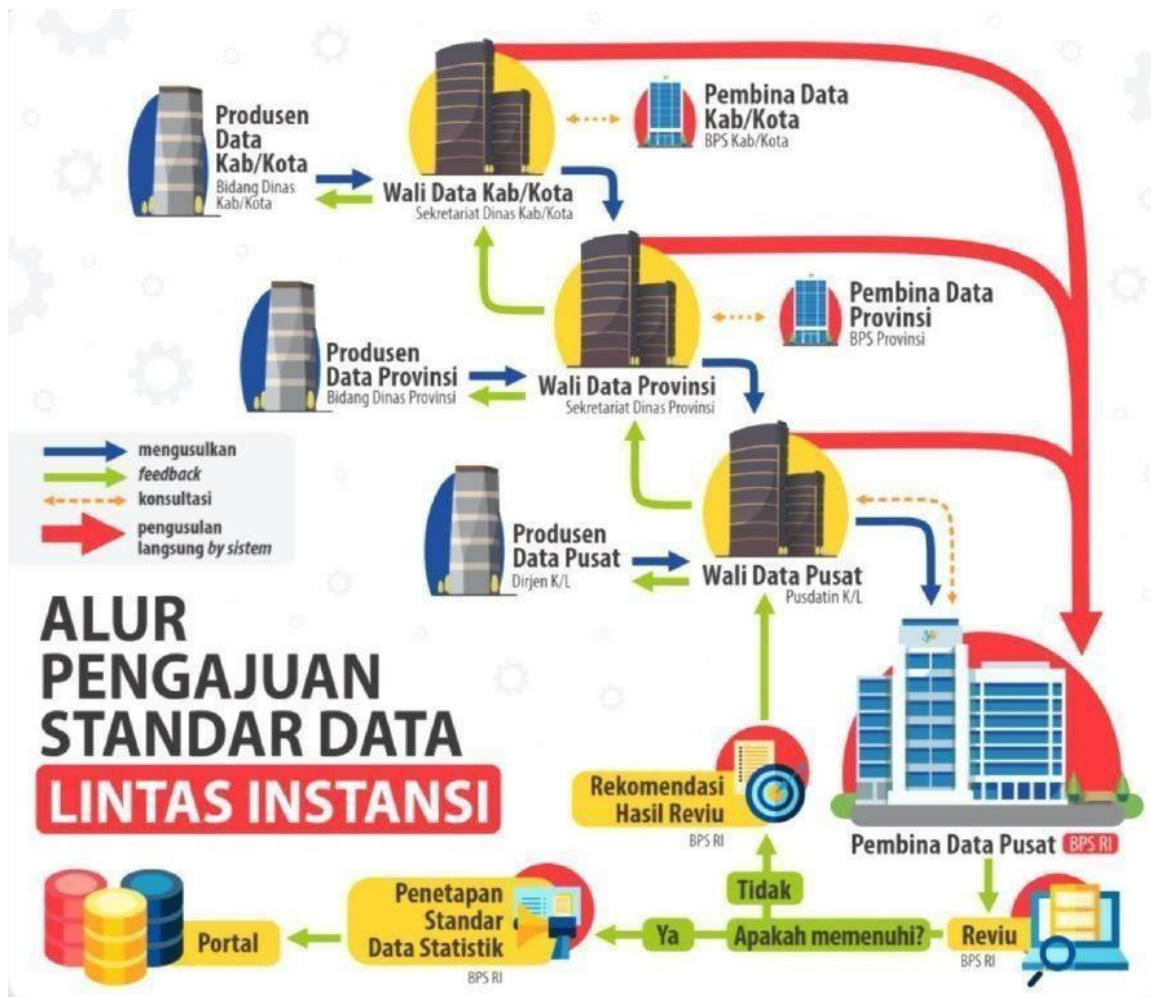 Produsen
Data
Kab/Kota
Bidang Dinas
Kab/Kota
Wali Data Kab/Kota
Sekretariat Dinas Kab/Kota
Pembina Data
Kab/Kota
BPS Kab/Kota
Produsen
Data Provinsi
Bidang Dinas Provinsi
Wali Data Provinsi
Sekretariat Dinas Provinsi
Pembina Data
Provinsi
BPS Provinsi
mengusulkan
feedback
konsultasi
pengusulan
langsung by sistem
Produsen
Data Pusat
Dirjen K/L
Wali Data Pusat
Pusdatin K/L
ALUR
PENGAJUAN
STANDAR DATA
LINTAS INSTANSI
Rekomendasi
Hasil Reviu
BPS RI
Pembina Data Pusat BPS RI
Tidak
Portal
Penetapan
Standar
Data Statistik
BPS RI
Ya
Apakah memenuhi?
Reviu
BPS RI